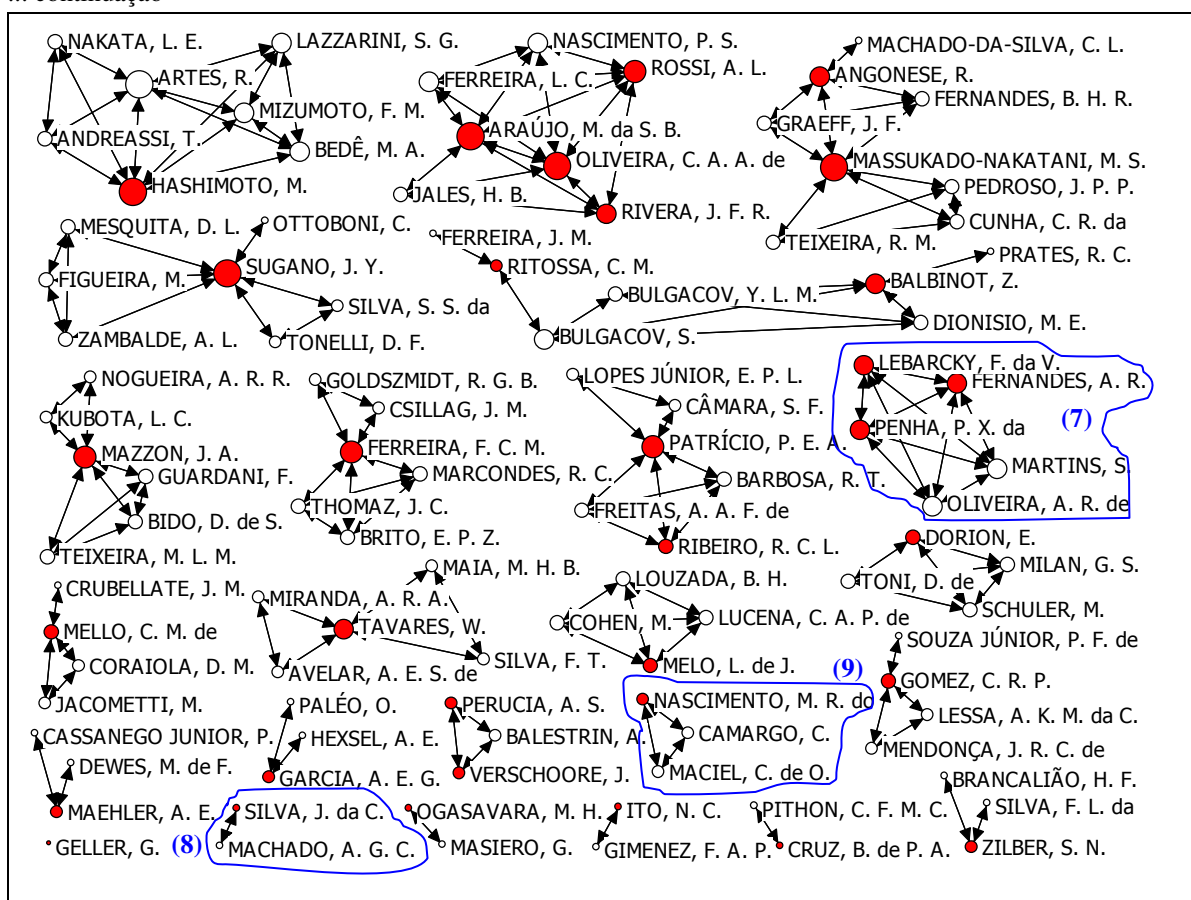 ... continuação
NAKATA, L. E.
LAZZARINI, S. G.
ARTES, R.
MIZUMOTO, F. M.
ANDREASSI, T.
BEDÊ, M. A.
HASHIMOTO, M.
NASCIMENTO, P. S.
ROSSI, A. L.
FERREIRA, L. C.
ARAÚJO, M. da S. B.
OLIVEIRA, C. A. A. de
JALES, H. B.
RIVERA, J. F. R.
MACHADO-DA-SILVA, C. L.
ANGONESE, R.
FERNANDES, B. H. R.
GRAEFF, J. F.
MASSUKADO-NAKATANI, M. S.
PEDROSO, J. P. P.
CUNHA, C. R. da
TEIXEIRA, R. M.
MESQUITA, D. L.
OTTOBONI, C.
SUGANO, J. Y.
FIGUEIRA, M.
SILVA, S. S. da
ZAMBALDE, A. L.
TONELLI, D. F.
FERREIRA, J. M.
RITOSSA, C. M.
PRATES, R. C.
BALBINOT, Z.
BULGACOV, Y. L. M.
DIONISIO, M. E.
BULGACOV, S.
NOGUEIRA, A. R. R.
KUBOTA, L. C.
MAZZON, J. A.
GUARDANI, F.
BIDO, D. de S.
TEIXEIRA, M. L. M.
GOLDSZMIDT, R. G. B.
CSILLAG, J. M.
FERREIRA, F. C. M.
MARCONDES, R. C.
THOMAZ, J. C.
BRITO, E. P. Z.
LOPES JÚNIOR, E. P. L.
CÂMARA, S. F.
PATRÍCIO, P. E. A.
BARBOSA, R. T.
FREITAS, A. A. F. de
RIBEIRO, R. C. L.
LEBARCKY, F. da V.
FERNANDES, A. R.
(7)
PENHA, P. X. da
MARTINS, S.
OLIVEIRA, A. R. de
DORION, E.
MILAN, G. S.
TONI, D. de
SCHULER, M.
CRUBELLATE, J. M.
MELLO, C. M. de
CORAIOLA, D. M.
JACOMETTI, M.
MAIA, M. H. B.
MIRANDA, A. R. A.
TAVARES, W.
SILVA, F. T.
AVELAR, A. E. S. de
LOUZADA, B. H.
COHEN, M.
LUCENA, C. A. P. de
MELO, L. de J.
SOUZA JÚNIOR, P. F. de
GOMEZ, C. R. P.
LESSA, A. K. M. da C.
MENDONÇA, J. R. C. de
(9)
NASCIMENTO, M. R. do
CAMARGO, C.
MACIEL, C. de O.
PALÉO, O.
HEXSEL, A. E.
GARCIA, A. E. G.
PERUCIA, A. S.
BALESTRIN, A.
VERSCHOORE, J.
CASSANEGO JUNIOR, P.
DEWES, M. de F.
MAEHLER, A. E.
BRANCALIÃO, H. F.
SILVA, F. L. da
ZILBER, S. N.
GELLER, G.
(8)
SILVA, J. da C.
MACHADO, A. G. C.
OGASAVARA, M. H.
MASIERO, G.
ITO, N. C.
GIMENEZ, F. A. P.
PITHON, C. F. M. C.
CRUZ, B. de P. A.